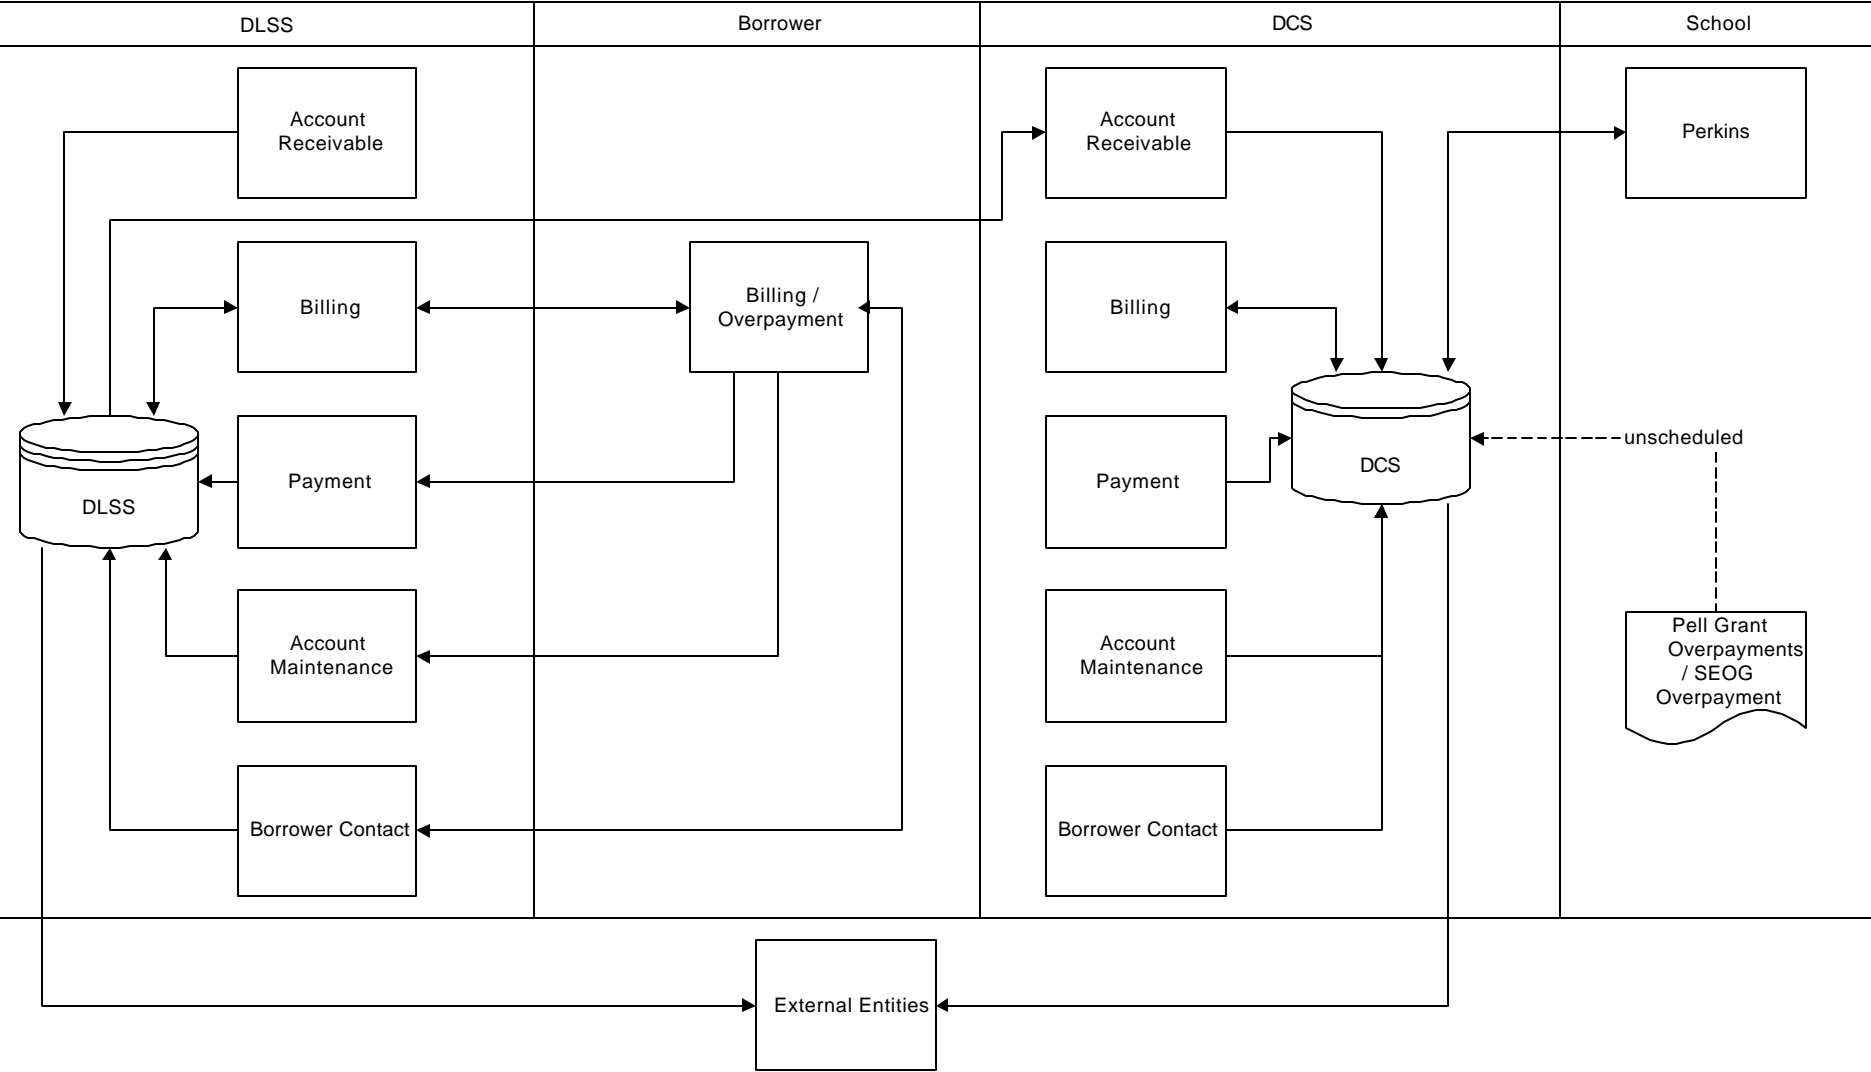 DLSS
Borrower
DCS
School
Account
Receivable
Account
Receivable
Perkins
Billing
Billing /
Overpayment
Billing
Payment
Payment
DCS
unscheduled
DLSS
Account
Maintenance
Account
Maintenance
Pell Grant
Overpayments
/ SEOG
Overpayment
Borrower Contact
Borrower Contact
External Entities